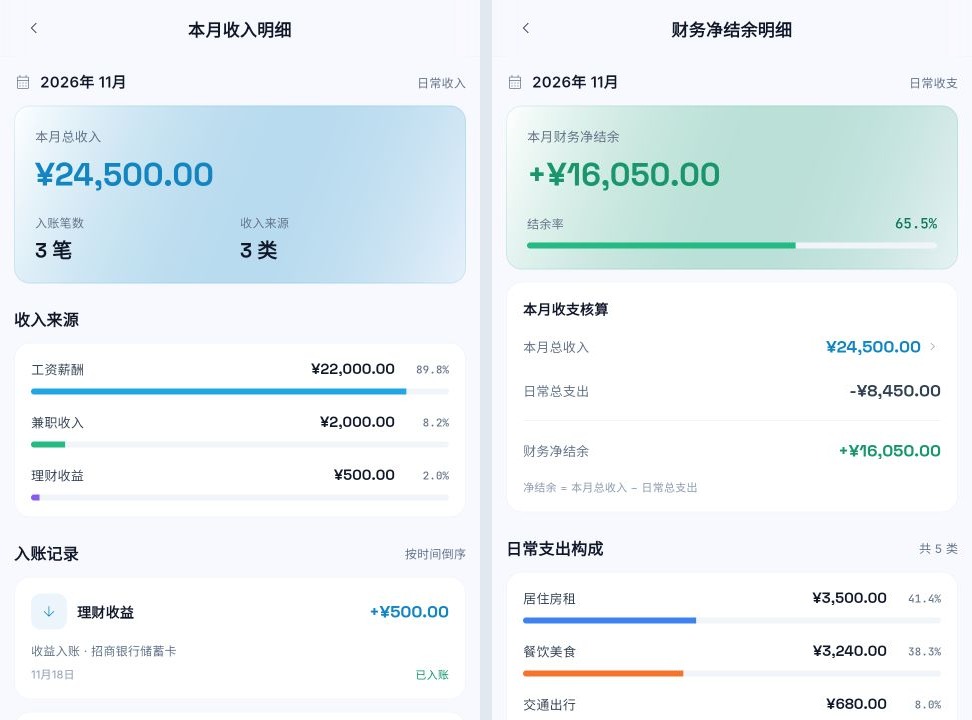 本月收入明细
2026年 11月
日常收入
本月总收入
¥24,500.00
入账笔数
收入来源
3 笔
3 类
收入来源
工资薪酬 ¥22,000.00 89.8%
兼职收入 ¥2,000.00 8.2%
理财收益 ¥500.00 2.0%
入账记录
按时间倒序
理财收益 +¥500.00
收益入账 · 招商银行储蓄卡
11月18日
已入账
财务净结余明细
2026年 11月
日常收支
本月财务净结余
+¥16,050.00
结余率 65.5%
本月收支核算
本月总收入 ¥24,500.00
日常总支出 -¥8,450.00
财务净结余 +¥16,050.00
净结余 = 本月总收入 − 日常总支出
日常支出构成
共 5 类
居住房租 ¥3,500.00 41.4%
餐饮美食 ¥3,240.00 38.3%
交通出行 ¥680.00 8.0%